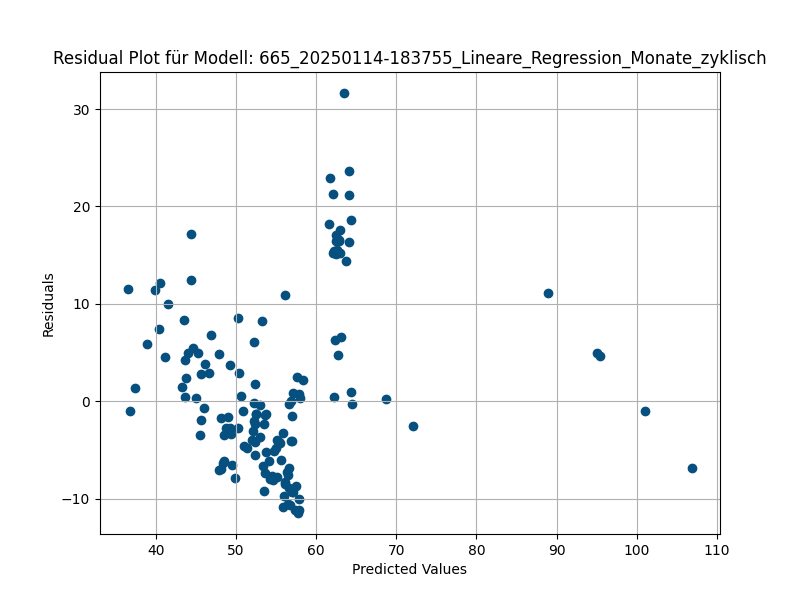 Residual Plot für Modell: 665_20250114-183755_Lineare_Regression_Monate_zyklisch
30
20
10
0
−10
Residuals
40 50 60 70 80 90 100 110
Predicted Values